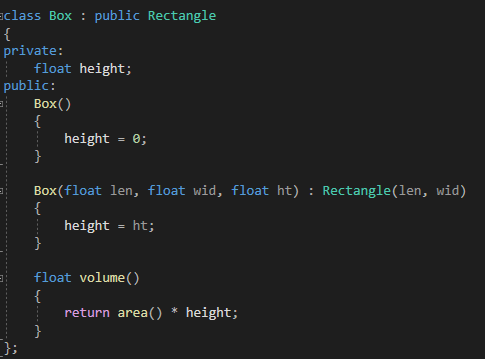 class Box : public Rectangle
{
private:
    float height;
public:
    Box()
    {
        height = 0;
    }

    Box(float len, float wid, float ht) : Rectangle(len, wid)
    {
        height = ht;
    }

    float volume()
    {
        return area() * height;
    }
};